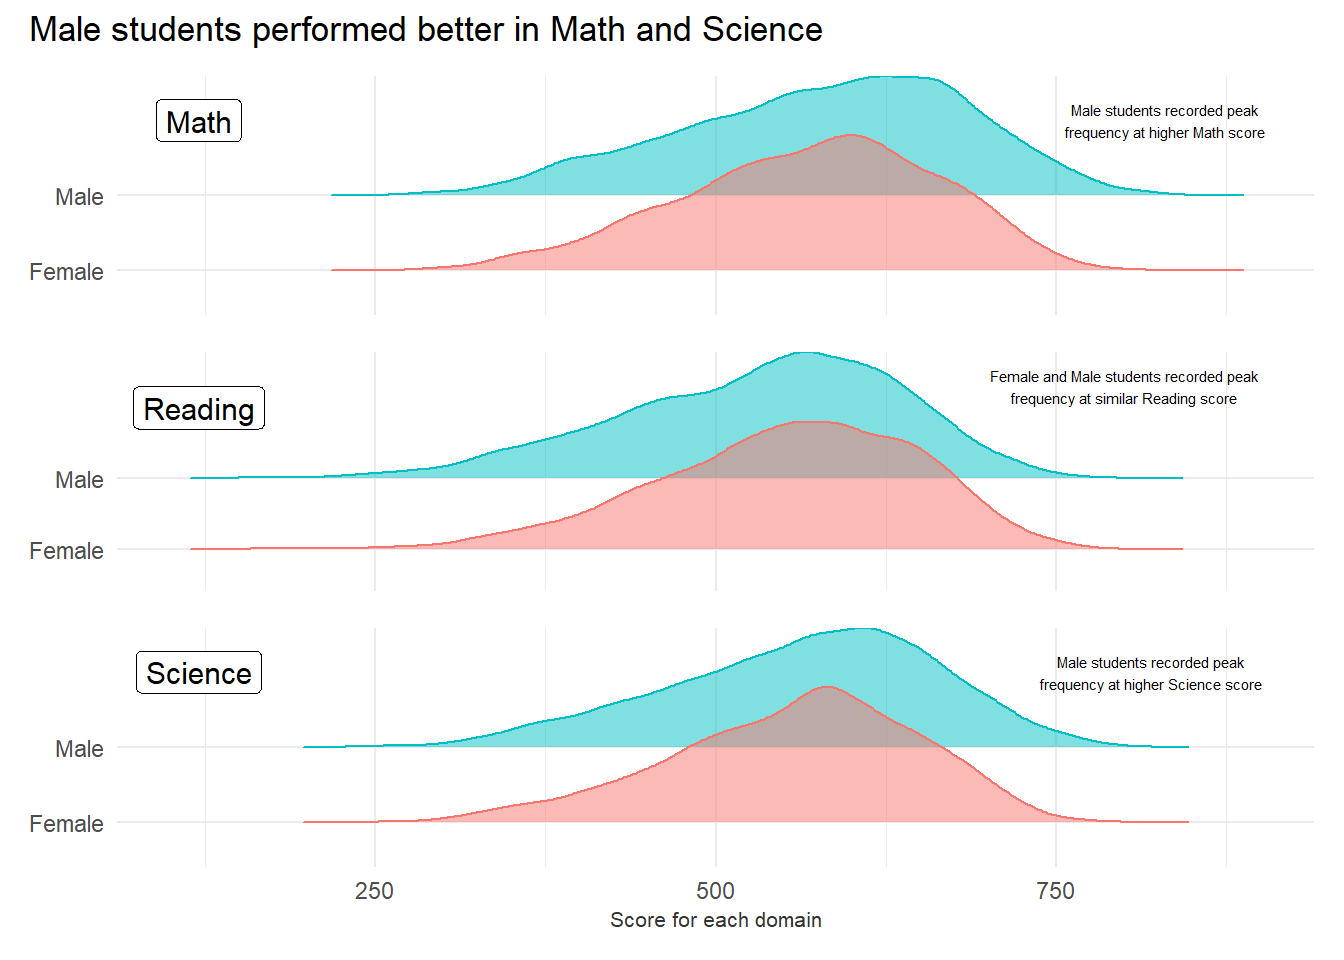 Male students performed better in Math and Science
Math
Male students recorded peak
frequency at higher Math score
Male
Female
Reading
Female and Male students recorded peak
frequency at similar Reading score
Male
Female
Science
Male students recorded peak
frequency at higher Science score
Male
Female
250
500
750
Score for each domain